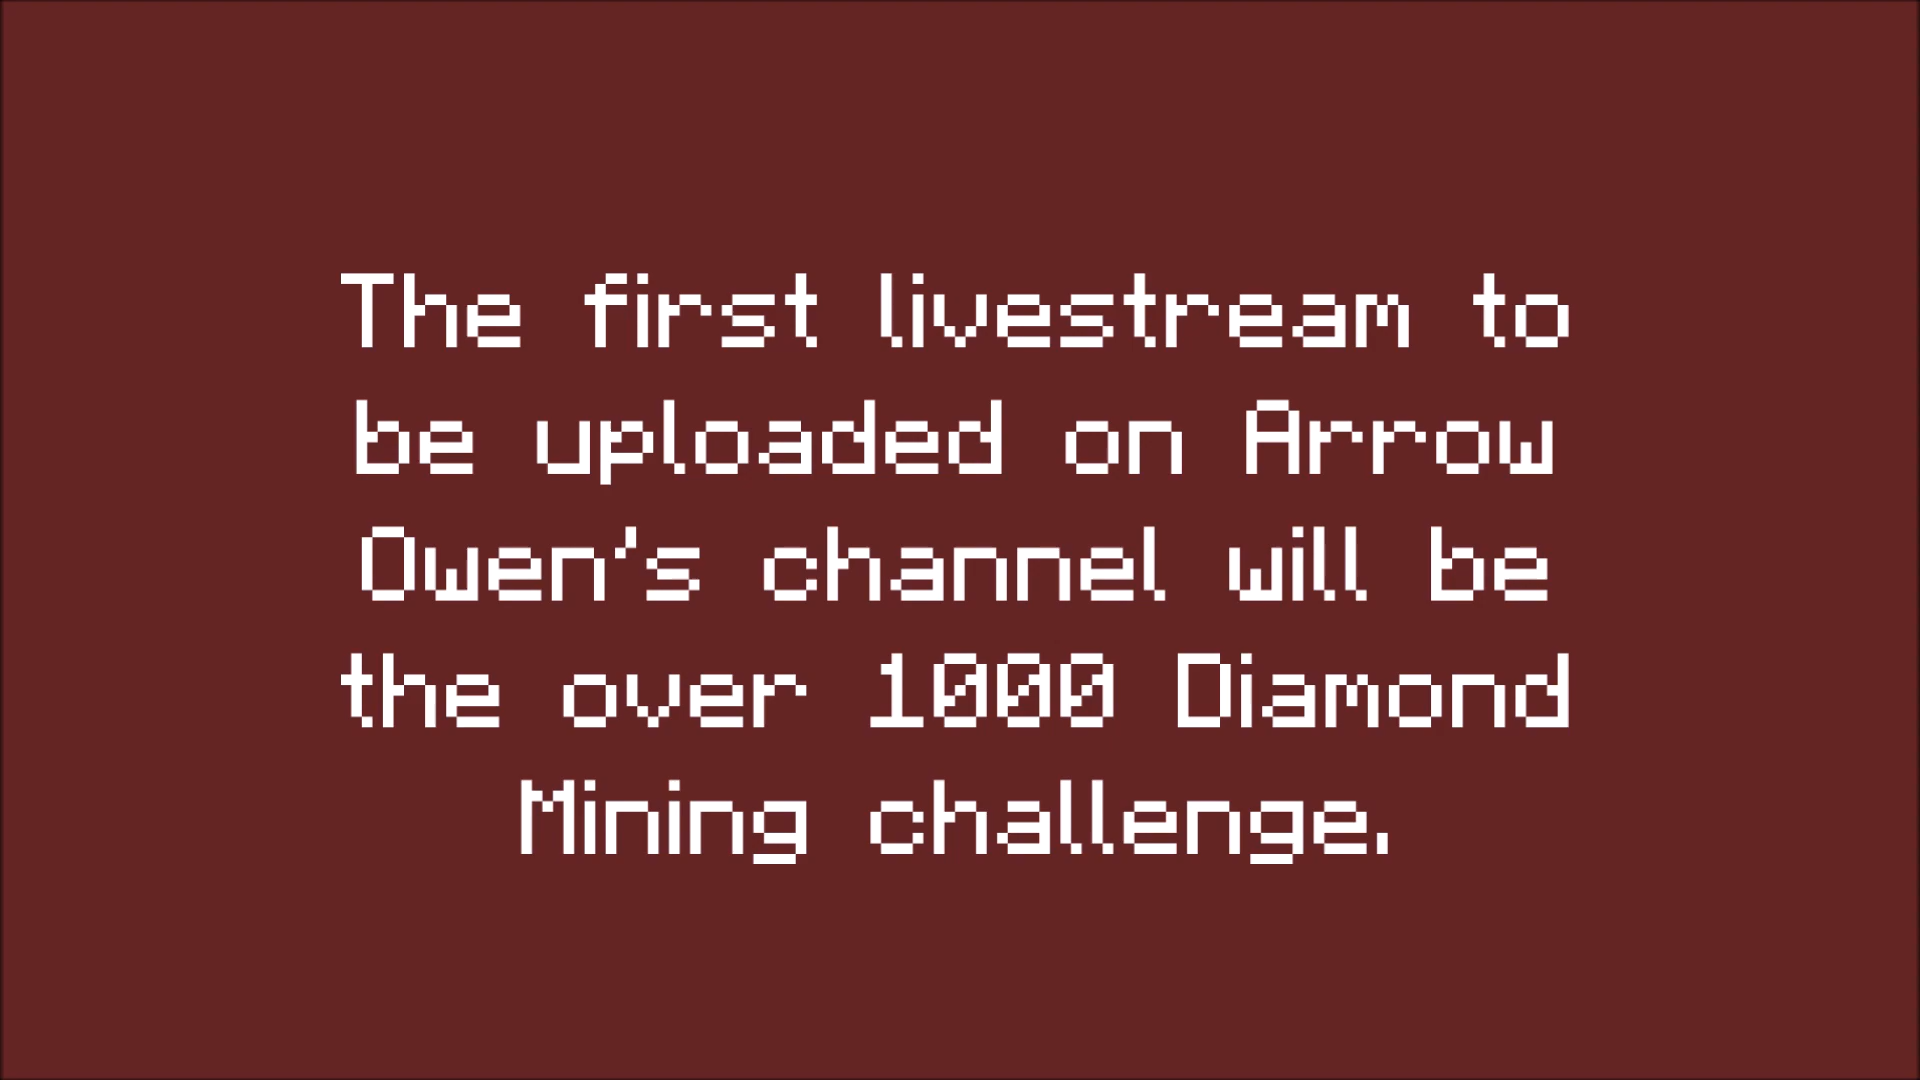 The first livestream to
be uploaded on Arrow
Owen's channel will be
the over 1000 Diamond
Mining challenge.